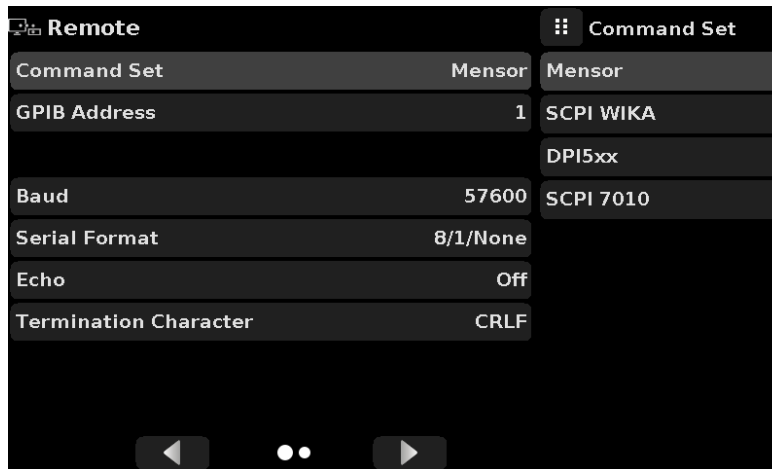 Remote
Command Set Mensor
GPIB Address 1
Baud 57600
Serial Format 8/1/None
Echo Off
Termination Character CRLF
Command Set
Mensor
SCPI WIKA
DPI5xx
SCPI 7010